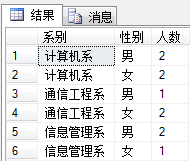 结果 消息
系别 性别 人数
1 计算机系 男 2
2 计算机系 女 2
3 通信工程系 男 1
4 通信工程系 女 2
5 信息管理系 男 2
6 信息管理系 女 1